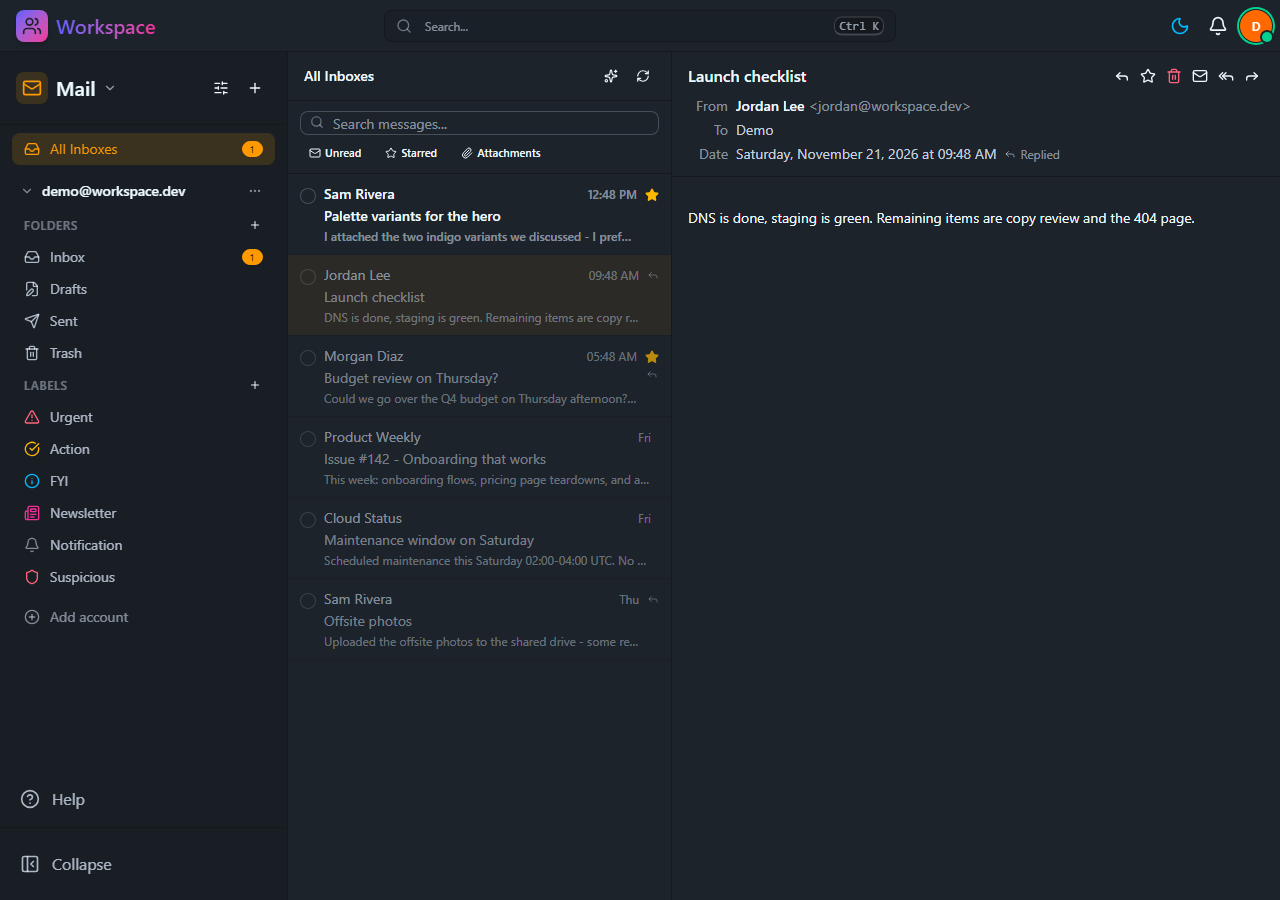 Workspace
Search...
Ctrl K
D
Mail
All Inboxes
1
demo@workspace.dev
FOLDERS
Inbox
1
Drafts
Sent
Trash
LABELS
Urgent
Action
FYI
Newsletter
Notification
Suspicious
Add account
Help
Collapse
All Inboxes
Search messages...
Unread
Starred
Attachments
Sam Rivera
12:48 PM
Palette variants for the hero
I attached the two indigo variants we discussed - I pref...
Jordan Lee
09:48 AM
Launch checklist
DNS is done, staging is green. Remaining items are copy r...
Morgan Diaz
05:48 AM
Budget review on Thursday?
Could we go over the Q4 budget on Thursday afternoon?...
Product Weekly
Fri
Issue #142 - Onboarding that works
This week: onboarding flows, pricing page teardowns, and a...
Cloud Status
Fri
Maintenance window on Saturday
Scheduled maintenance this Saturday 02:00-04:00 UTC. No ...
Sam Rivera
Thu
Offsite photos
Uploaded the offsite photos to the shared drive - some re...
Launch checklist
From Jordan Lee <jordan@workspace.dev>
To Demo
Date Saturday, November 21, 2026 at 09:48 AM Replied
DNS is done, staging is green. Remaining items are copy review and the 404 page.